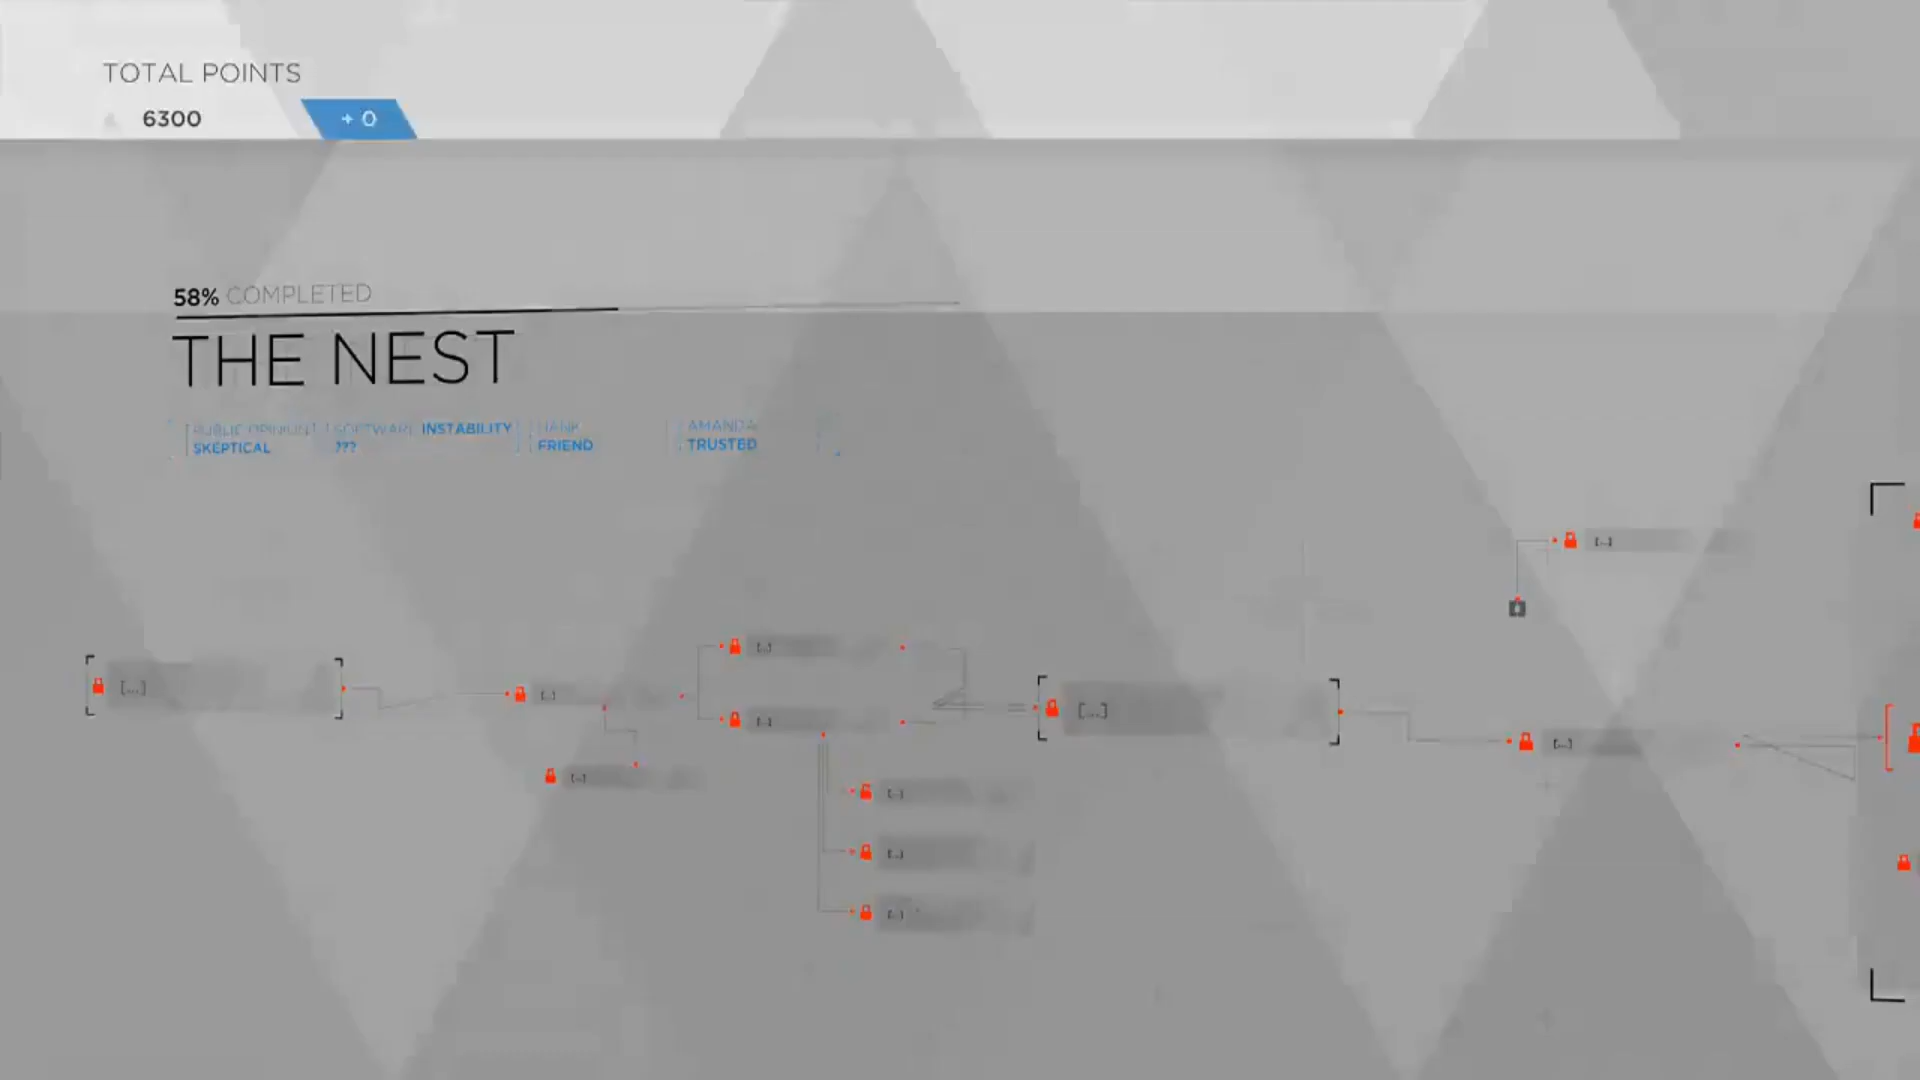 TOTAL POINTS
6300
+ 0
58% COMPLETED
THE NEST
PUBLIC OPINION
SKEPTICAL
SOFTWARE INSTABILITY
???
HANK
FRIEND
AMANDA
TRUSTED
[...]
[...]
[...]
[...]
[...]
[...]
[...]
[...]
[...]
[...]
[...]